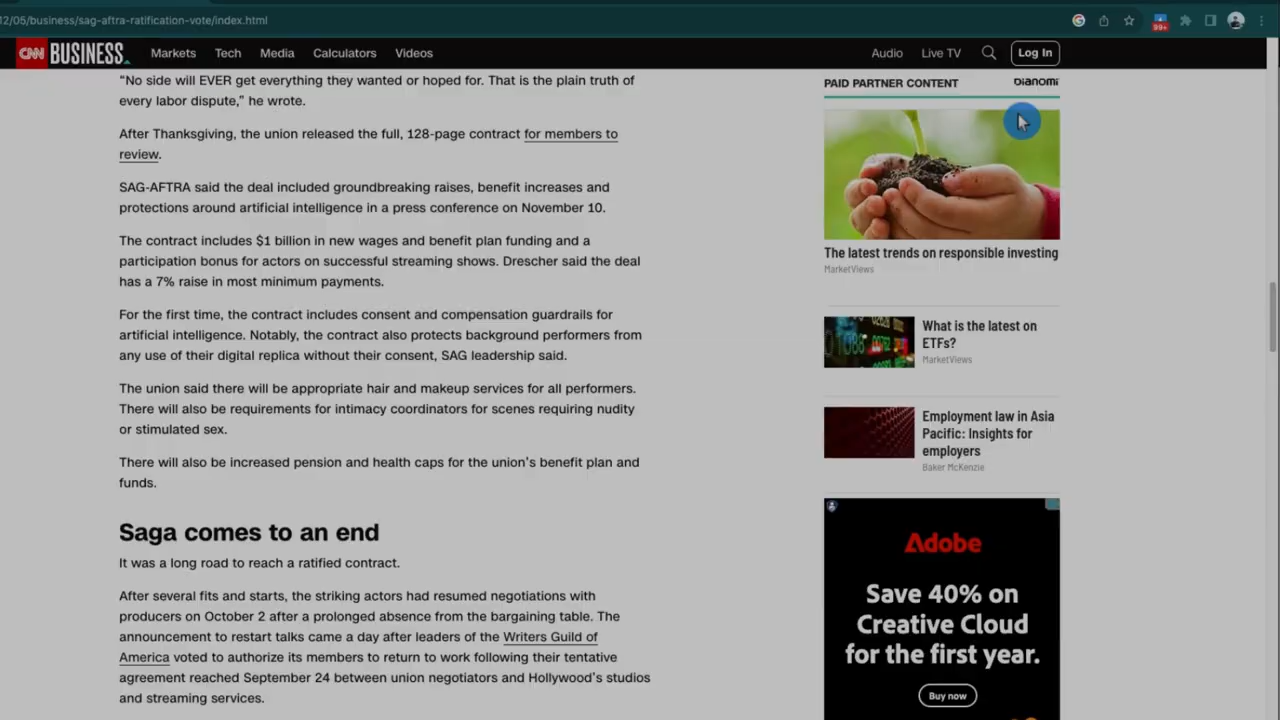 12/05/business/sag-aftra-ratification-vote/index.html
99+
CNN BUSINESS
Markets Tech Media Calculators Videos
Audio Live TV Log In
“No side will EVER get everything they wanted or hoped for. That is the plain truth of
every labor dispute,” he wrote.
After Thanksgiving, the union released the full, 128-page contract for members to
review.
SAG-AFTRA said the deal included groundbreaking raises, benefit increases and
protections around artificial intelligence in a press conference on November 10.
The contract includes $1 billion in new wages and benefit plan funding and a
participation bonus for actors on successful streaming shows. Drescher said the deal
has a 7% raise in most minimum payments.
For the first time, the contract includes consent and compensation guardrails for
artificial intelligence. Notably, the contract also protects background performers from
any use of their digital replica without their consent, SAG leadership said.
The union said there will be appropriate hair and makeup services for all performers.
There will also be requirements for intimacy coordinators for scenes requiring nudity
or stimulated sex.
There will also be increased pension and health caps for the union’s benefit plan and
funds.
Saga comes to an end
It was a long road to reach a ratified contract.
After several fits and starts, the striking actors had resumed negotiations with
producers on October 2 after a prolonged absence from the bargaining table. The
announcement to restart talks came a day after leaders of the Writers Guild of
America voted to authorize its members to return to work following their tentative
agreement reached September 24 between union negotiators and Hollywood’s studios
and streaming services.
PAID PARTNER CONTENT
bianomi
The latest trends on responsible investing
MarketViews
What is the latest on
ETFs?
MarketViews
Employment law in Asia
Pacific: Insights for
employers
Baker McKenzie
Adobe
Save 40% on
Creative Cloud
for the first year.
Buy now